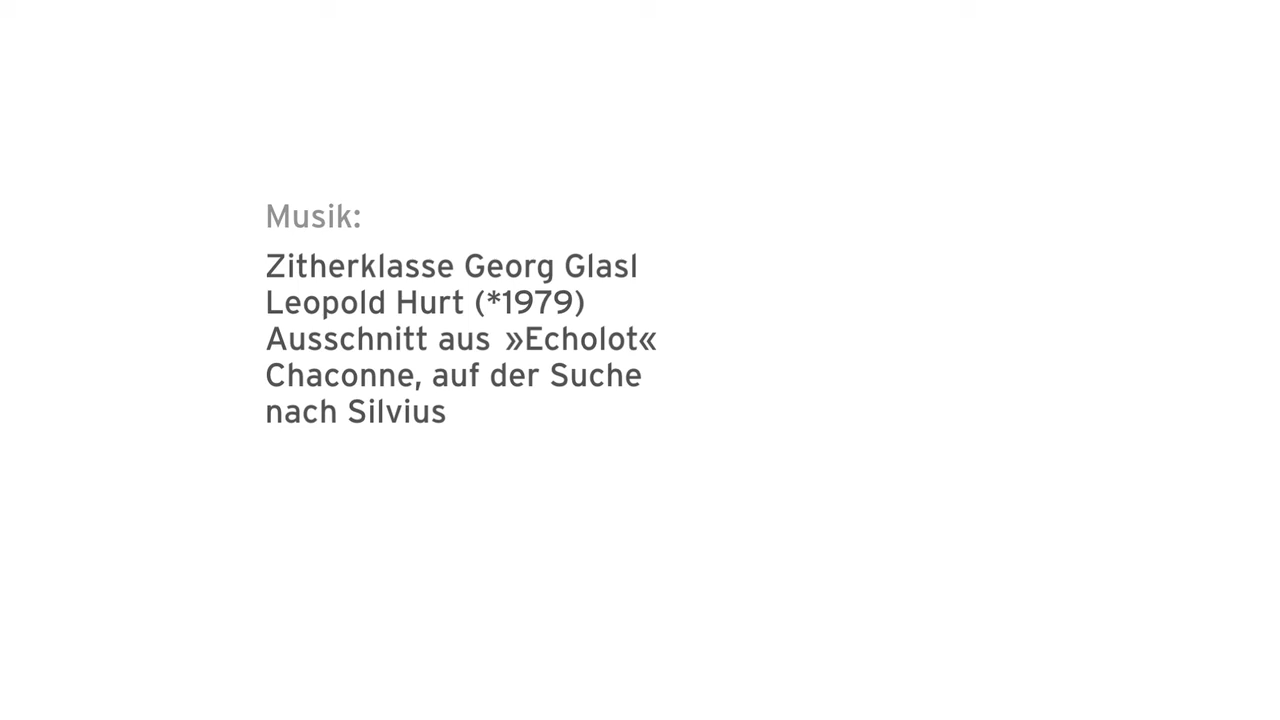 Musik:
Zitherklasse Georg Glasl
Leopold Hurt (*1979)
Ausschnitt aus »Echolot«
Chaconne, auf der Suche
nach Silvius